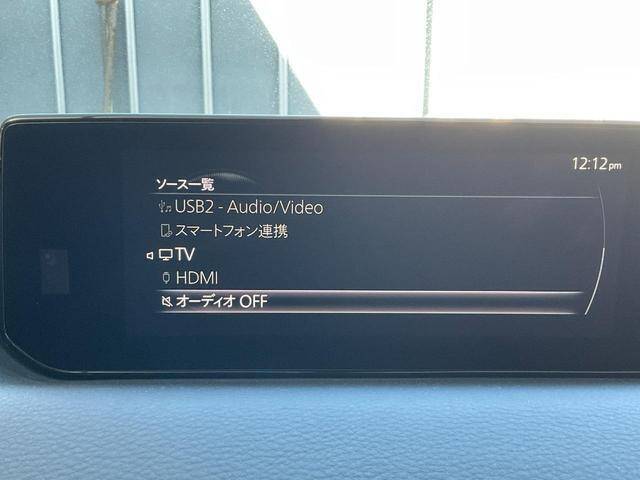 12:12pm
ソース一覧
USB2 - Audio/Video
スマートフォン連携
TV
HDMI
オーディオ OFF